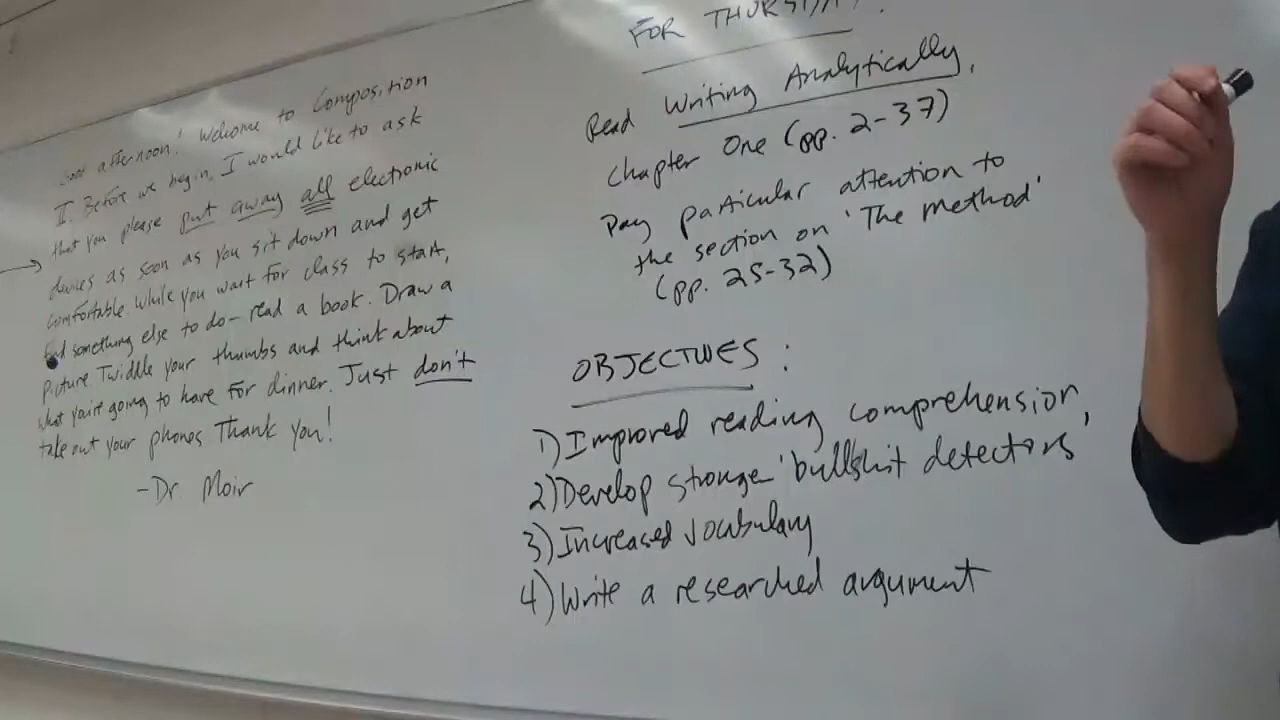 Good afternoon! Welcome to Composition
II. Before we begin, I would like to ask
that you please put away all electronic
devices as soon as you sit down and get
comfortable. While you wait for class to start,
find something else to do – read a book. Draw a
picture. Twiddle your thumbs and think about
what you're going to have for dinner. Just don't
take out your phones. Thank you!
-Dr Moir
FOR THURSDAY:
Read Writing Analytically,
Chapter One (pp. 2-37)
Pay particular attention to
the section on 'The Method'
(pp. 25-32)
OBJECTIVES:
1) Improved reading comprehension,
2) Develop stronger 'bullshit detectors'
3) Increased vocabulary
4) Write a researched argument